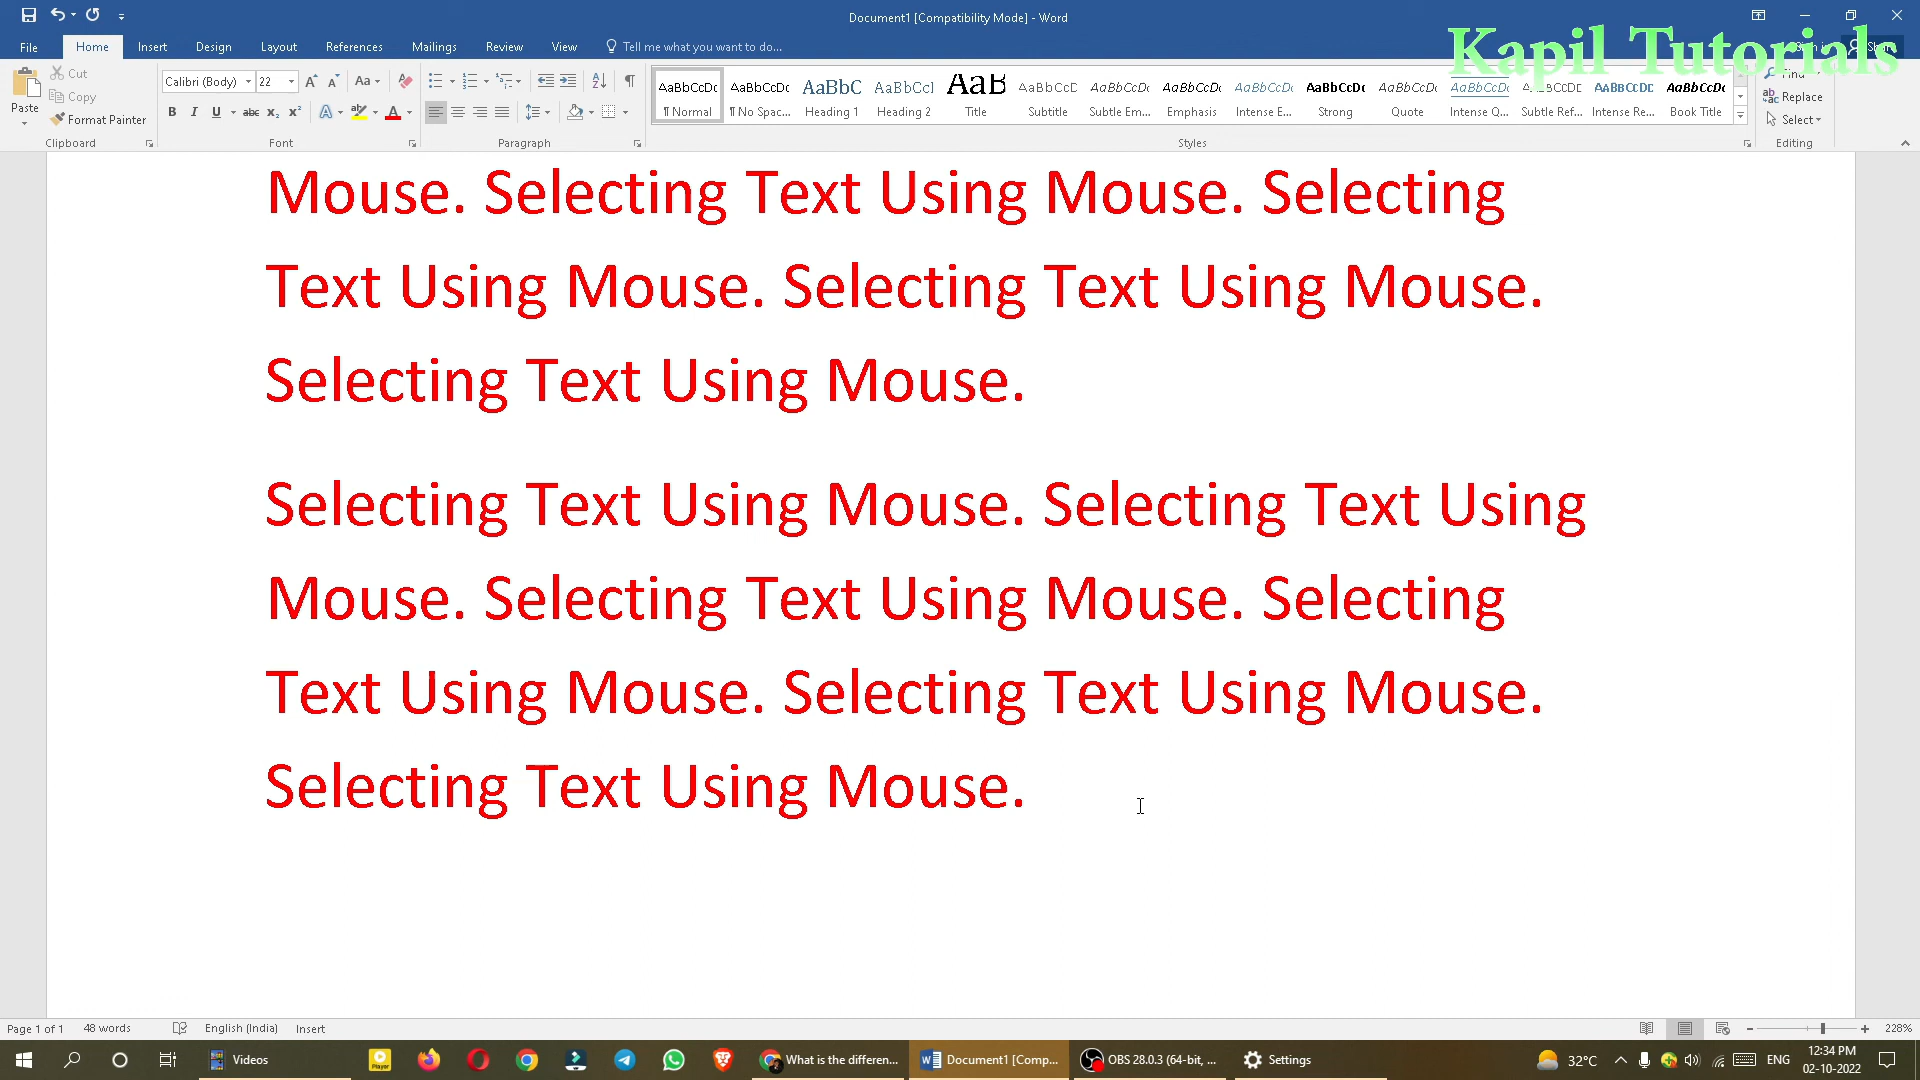 Document1 [Compatibility Mode] - Word
Kapil Tutorials
File Home Insert Design Layout References Mailings Review View Tell me what you want to do...
Paste
Cut
Copy
Format Painter
Clipboard
Calibri (Body) 22
Font
Paragraph
AaBbCcDc AaBbCcDc AaBbC AaBbCcI AaB AaBbCcC AaBbCcDc AaBbCcDc AaBbCcDc AaBbCcDc AaBbCcDc AaBbCcDc AaBbCcDc AaBbCcDc AaBbCcDc
¶ Normal ¶ No Spac... Heading 1 Heading 2 Title Subtitle Subtle Em... Emphasis Intense E... Strong Quote Intense Q... Subtle Ref... Intense Re... Book Title
Styles
Find
Replace
Select
Editing
Mouse. Selecting Text Using Mouse. Selecting
Text Using Mouse. Selecting Text Using Mouse.
Selecting Text Using Mouse.
Selecting Text Using Mouse. Selecting Text Using
Mouse. Selecting Text Using Mouse. Selecting
Text Using Mouse. Selecting Text Using Mouse.
Selecting Text Using Mouse.
Page 1 of 1 48 words English (India) Insert 228%
Videos What is the differen... Document1 [Comp... OBS 28.0.3 (64-bit, ... Settings 32°C ENG
12:34 PM
02-10-2022